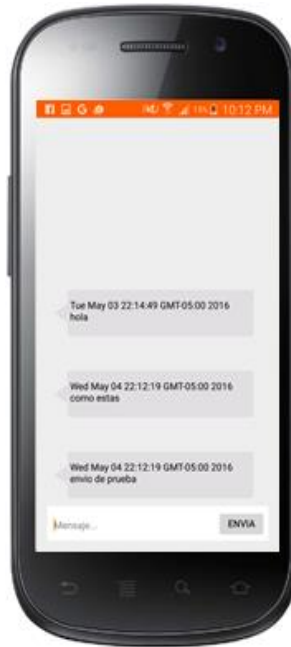 10:12 PM
Tue May 03 22:14:49 GMT-05:00 2016
hola
Wed May 04 22:12:19 GMT-05:00 2016
como estas
Wed May 04 22:12:19 GMT-05:00 2016
envio de prueba
Mensaje...
ENVIA